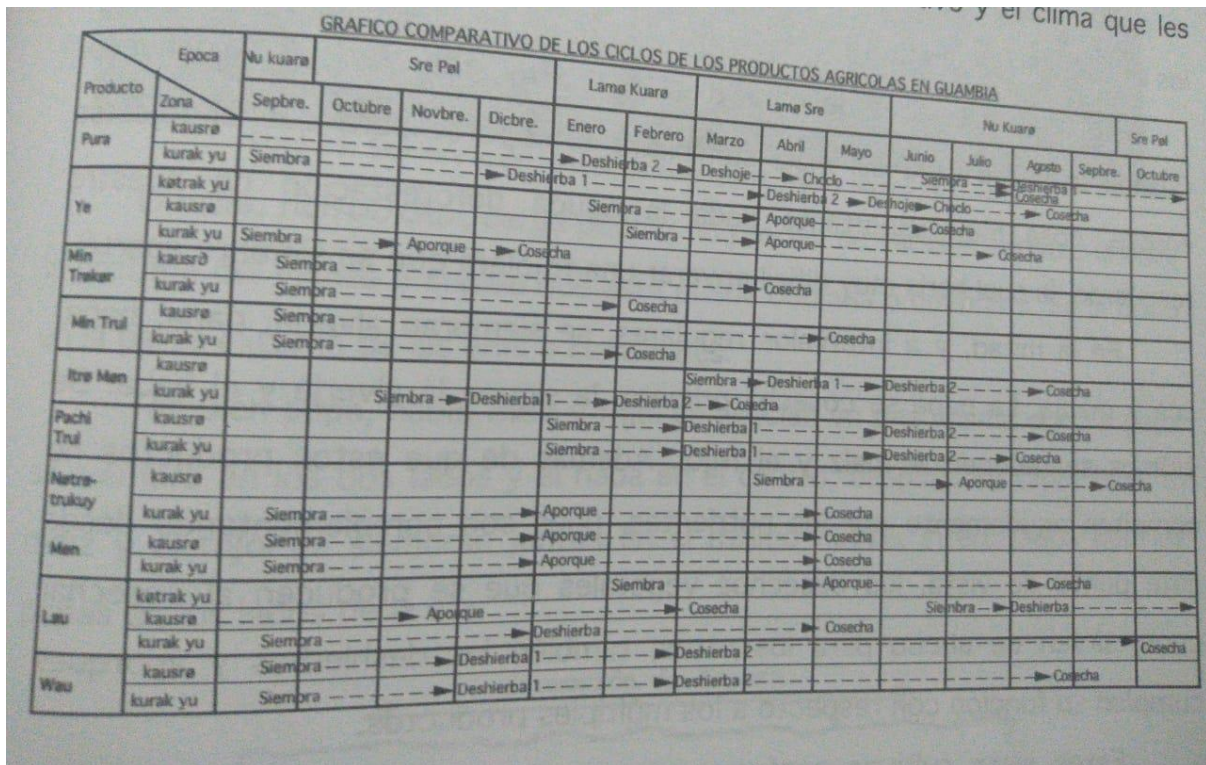 y el clima que les
GRAFICO COMPARATIVO DE LOS CICLOS DE LOS PRODUCTOS AGRICOLAS EN GUAMBIA
Epoca Nu kuarø Sre Pøl Lamø Kuarø Lamø Sre Nu Kuarø Sre Pøl
Producto Zona Sepbre. Octubre Novbre. Dicbre. Enero Febrero Marzo Abril Mayo Junio Julio Agosto Sepbre. Octubre
Pura kausrø Deshierba 2 Deshoje Choclo Siembra Deshierba 1
Cosecha
kurak yu Siembra Deshierba 1 Deshierba 2 Deshoje Choclo Cosecha
Ye køtrak yu Siembra Aporque Cosecha
kausrø Siembra Aporque Cosecha
kurak yu Siembra Aporque Cosecha
Min Trøkør kausrø Siembra Cosecha
kurak yu Siembra Cosecha
Min Trul kausrø Siembra Cosecha
kurak yu Siembra Cosecha
Itrø Møn kausrø Siembra Deshierba 1 Deshierba 2 Cosecha
kurak yu Siembra Deshierba 1 Deshierba 2 Cosecha
Pachi Trul kausrø Siembra Deshierba 1 Deshierba 2 Cosecha
kurak yu Siembra Deshierba 1 Deshierba 2 Cosecha
Nøtrø-trukuy kausrø Siembra Aporque Cosecha
kurak yu Siembra Aporque Cosecha
Møn kausrø Siembra Aporque Cosecha
kurak yu Siembra Aporque Cosecha
Lau køtrak yu Siembra Aporque Cosecha
kausrø Aporque Cosecha Siembra Deshierba
kurak yu Siembra Deshierba Cosecha
Wau kausrø Siembra Deshierba 1 Deshierba 2 Cosecha
kurak yu Siembra Deshierba 1 Deshierba 2 Cosecha